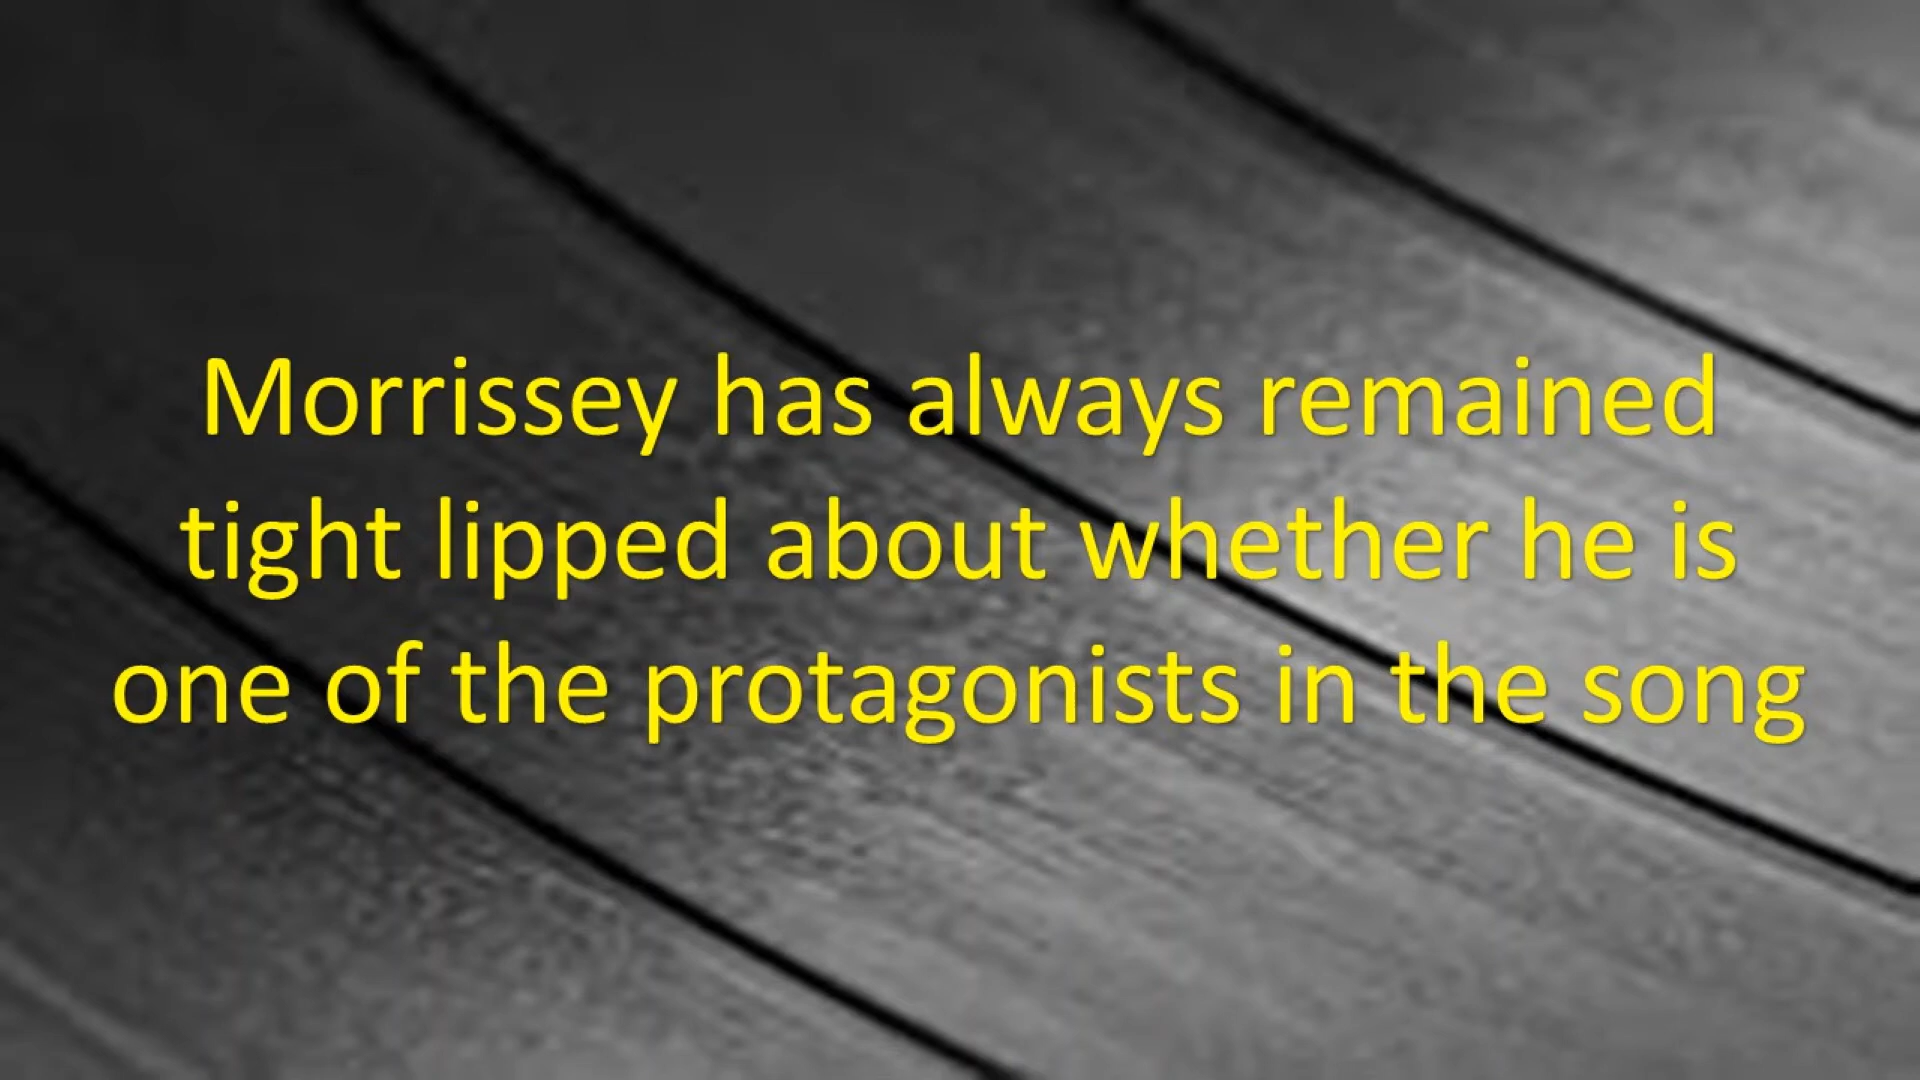 Morrissey has always remained
tight lipped about whether he is
one of the protagonists in the song